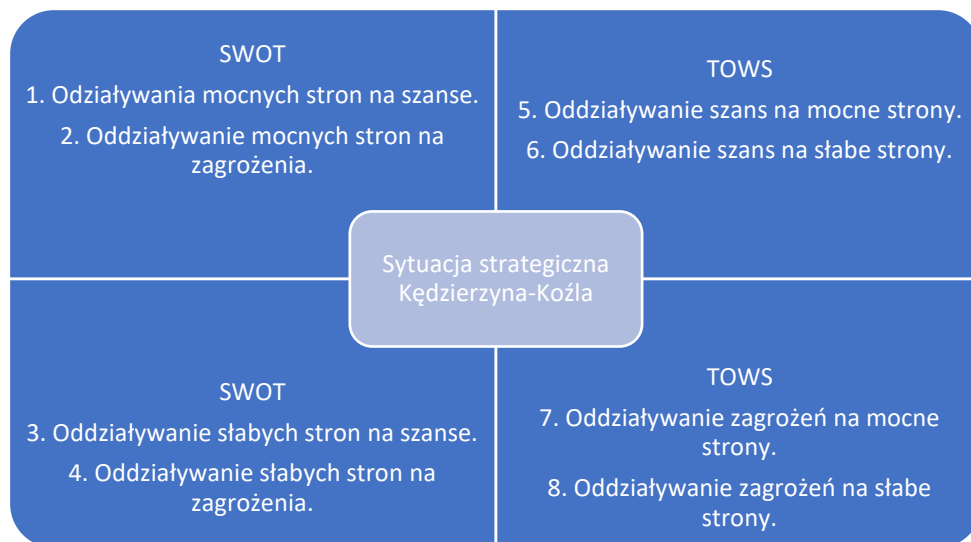 SWOT
1. Odziaływania mocnych stron na szanse.
2. Oddziaływanie mocnych stron na
zagrożenia.
TOWS
5. Oddziaływanie szans na mocne strony.
6. Oddziaływanie szans na słabe strony.
Sytuacja strategiczna
Kędzierzyna-Koźla
SWOT
3. Oddziaływanie słabych stron na szanse.
4. Oddziaływanie słabych stron na
zagrożenia.
TOWS
7. Oddziaływanie zagrożeń na mocne
strony.
8. Oddziaływanie zagrożeń na słabe
strony.